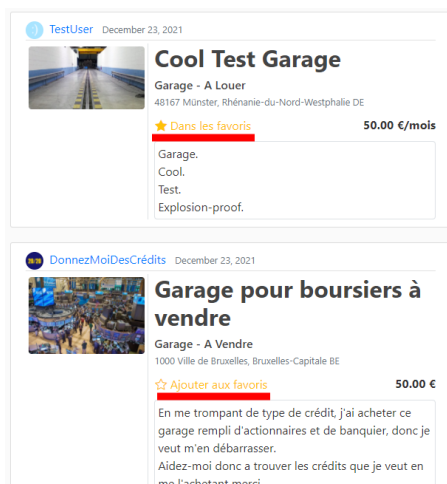 TestUser December 23, 2021
Cool Test Garage
Garage - A Louer
48167 Münster, Rhénanie-du-Nord-Westphalie DE
Dans les favoris 50.00 €/mois
Garage.
Cool.
Test.
Explosion-proof.
DonnezMoiDesCrédits December 23, 2021
Garage pour boursiers à
vendre
Garage - A Vendre
1000 Ville de Bruxelles, Bruxelles-Capitale BE
Ajouter aux favoris 50.00 €
En me trompant de type de crédit, j'ai acheter ce
garage rempli d'actionnaires et de banquier, donc je
veut m'en débarrasser.
Aidez-moi donc a trouver les crédits que je veut en
me l'achetant merci